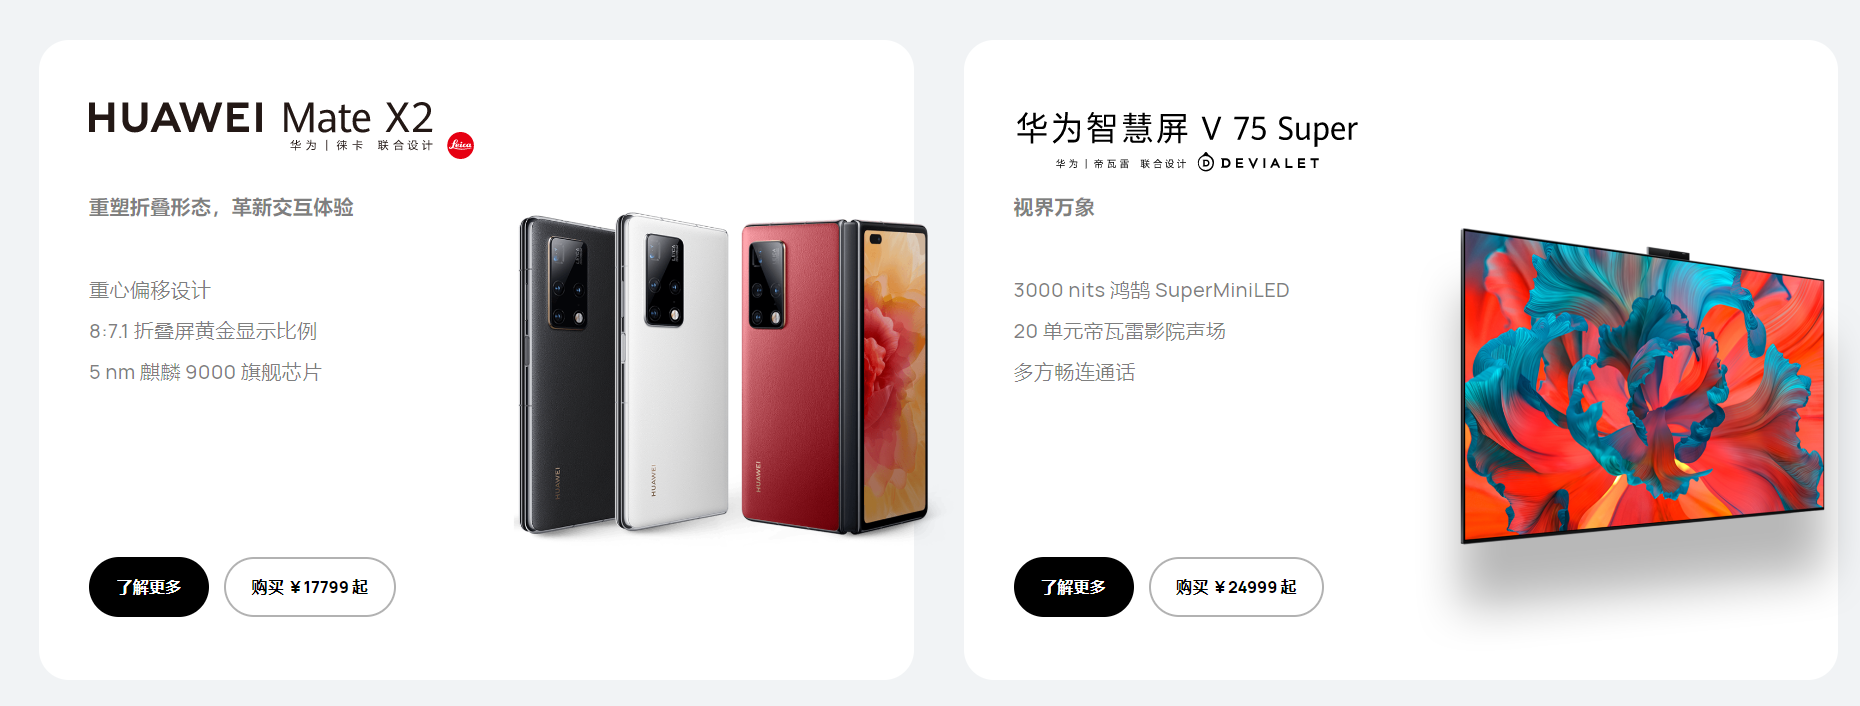 HUAWEI Mate X2
华为 | 徕卡 联合设计
Leica
重塑折叠形态，革新交互体验
重心偏移设计
8:7.1 折叠屏黄金显示比例
5 nm 麒麟 9000 旗舰芯片
LEICA
LEICA
HUAWEI
HUAWEI
HUAWEI
了解更多
购买 ￥17799 起
华为智慧屏 V 75 Super
华为 | 帝瓦雷 联合设计 DEVIALET
视界万象
3000 nits 鸿鹄 SuperMiniLED
20 单元帝瓦雷影院声场
多方畅连通话
了解更多
购买 ￥24999 起